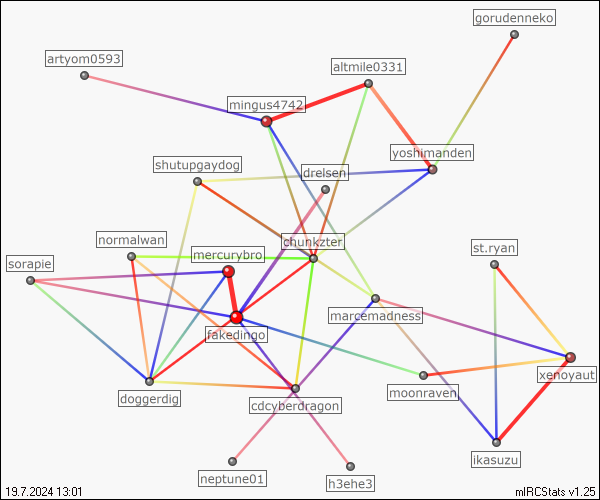 gorudenneko
artyom0593
altmile0331
mingus4742
yoshimanden
shutupgaydog
drelsen
normalwan
chunkzter
mercurybro
st.ryan
sorapie
marcemadness
fakedingo
xenoyaut
moonraven
doggerdig
cdcyberdragon
ikasuzu
neptune01
h3ehe3
19.7.2024 13:01
mIRCStats v1.25